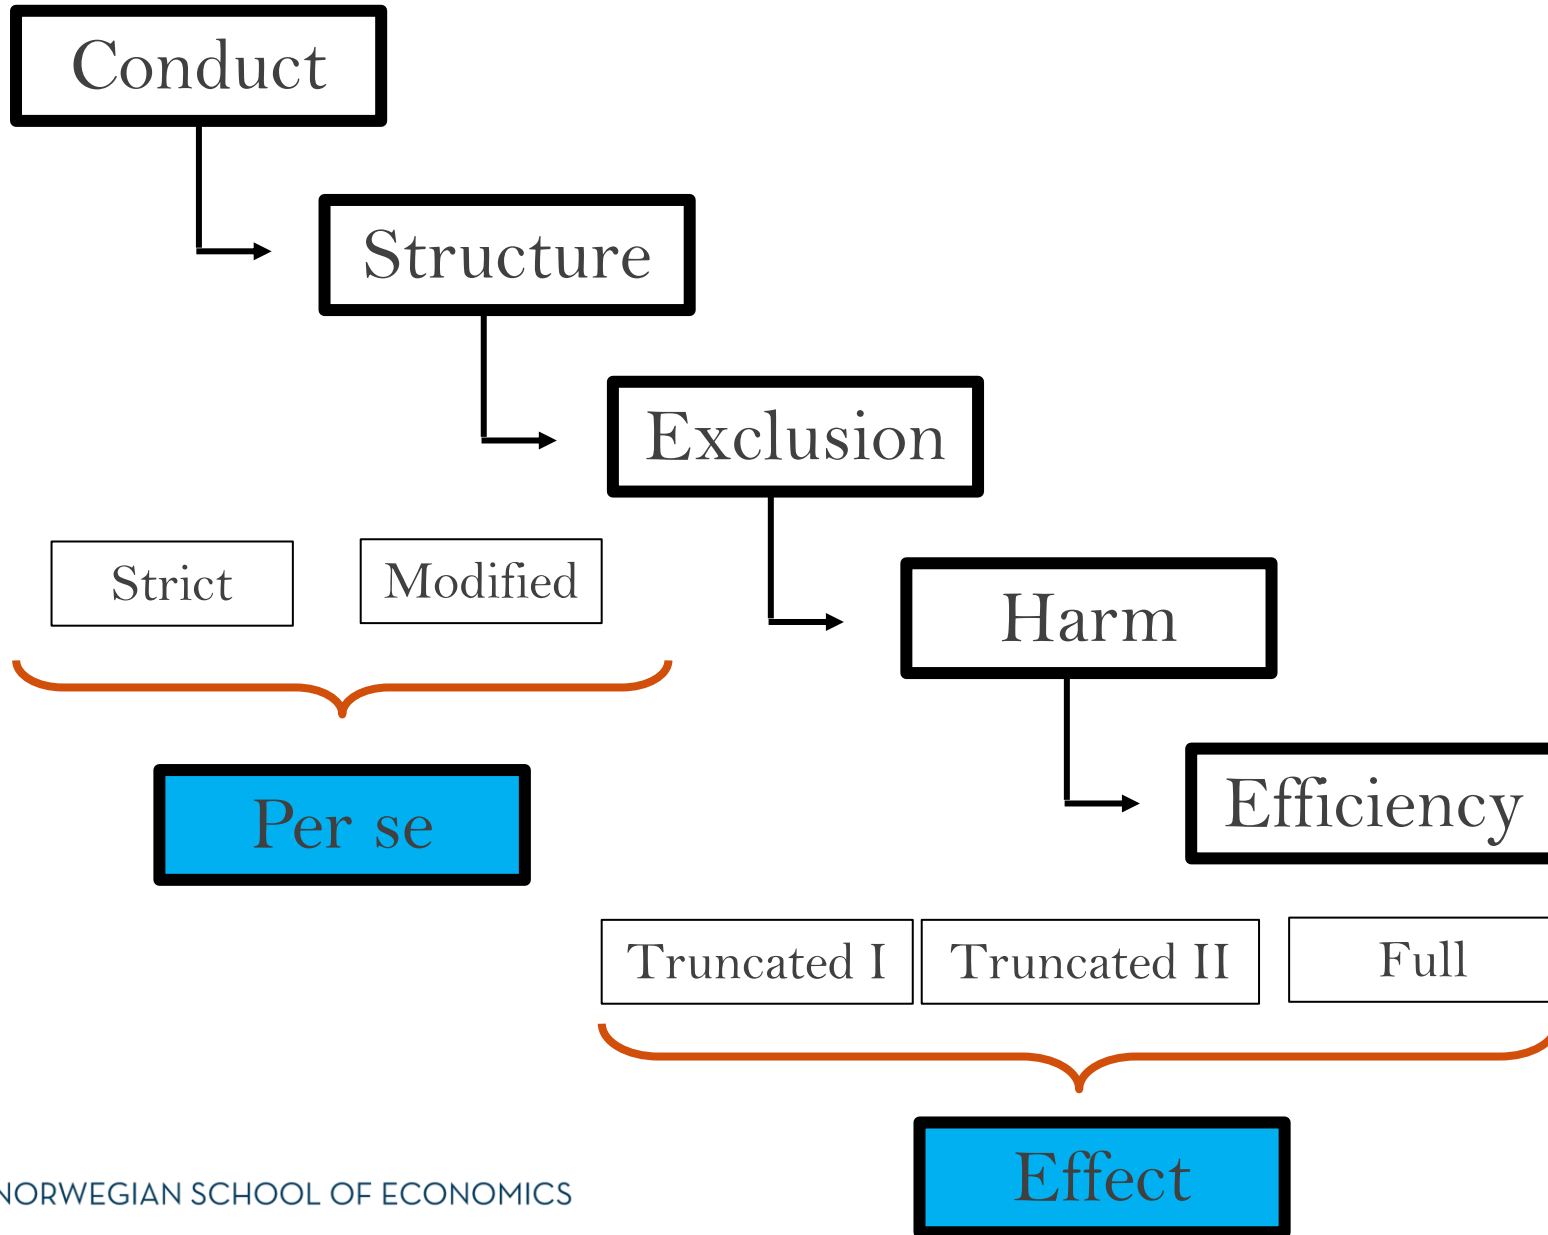 Conduct
Structure
Exclusion
Strict
Modified
Harm
Per se
Efficiency
Truncated I
Truncated II
Full
Effect
NORWEGIAN SCHOOL OF ECONOMICS